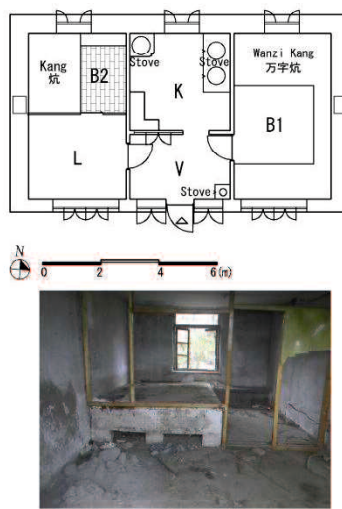 Kang
炕
B2
Stove
K
Stove
Wanzi Kang
万字炕
B1
L
V
Stove
N
0 2 4 6(m)